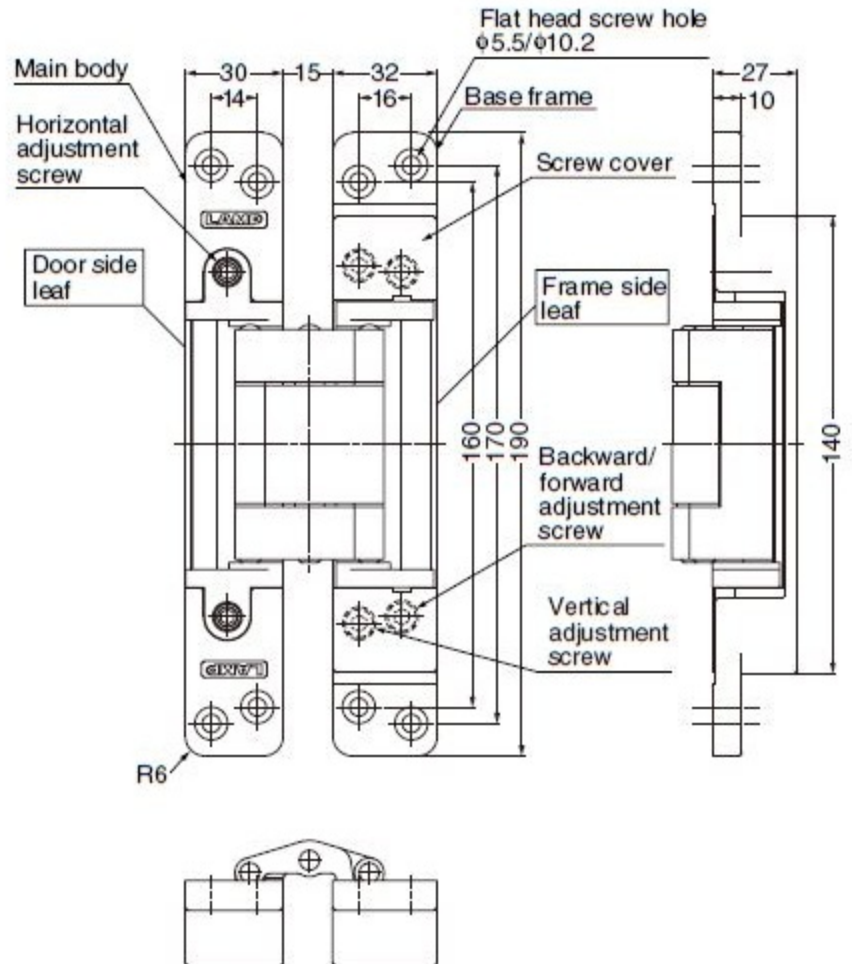 Flat head screw hole
ϕ5.5/ϕ10.2
30
15
32
27
14
16
10
Main body
Base frame
Horizontal
adjustment
screw
Screw cover
LAMP
Door side
leaf
Frame side
leaf
160
170
190
140
Backward/
forward
adjustment
screw
Vertical
adjustment
screw
LAMP
R6